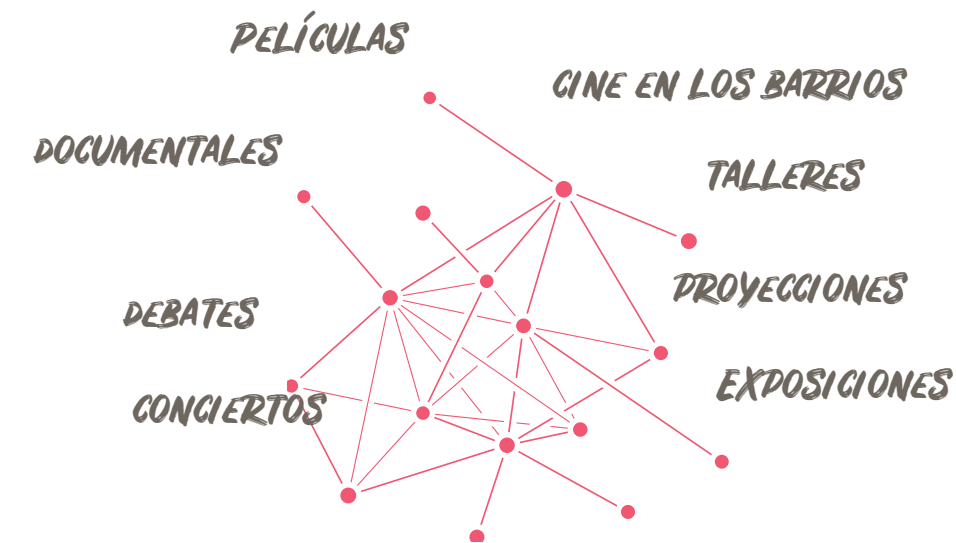 PELÍCULAS
CINE EN LOS BARRIOS
DOCUMENTALES
TALLERES
PROYECCIONES
DEBATES
EXPOSICIONES
CONCIERTOS